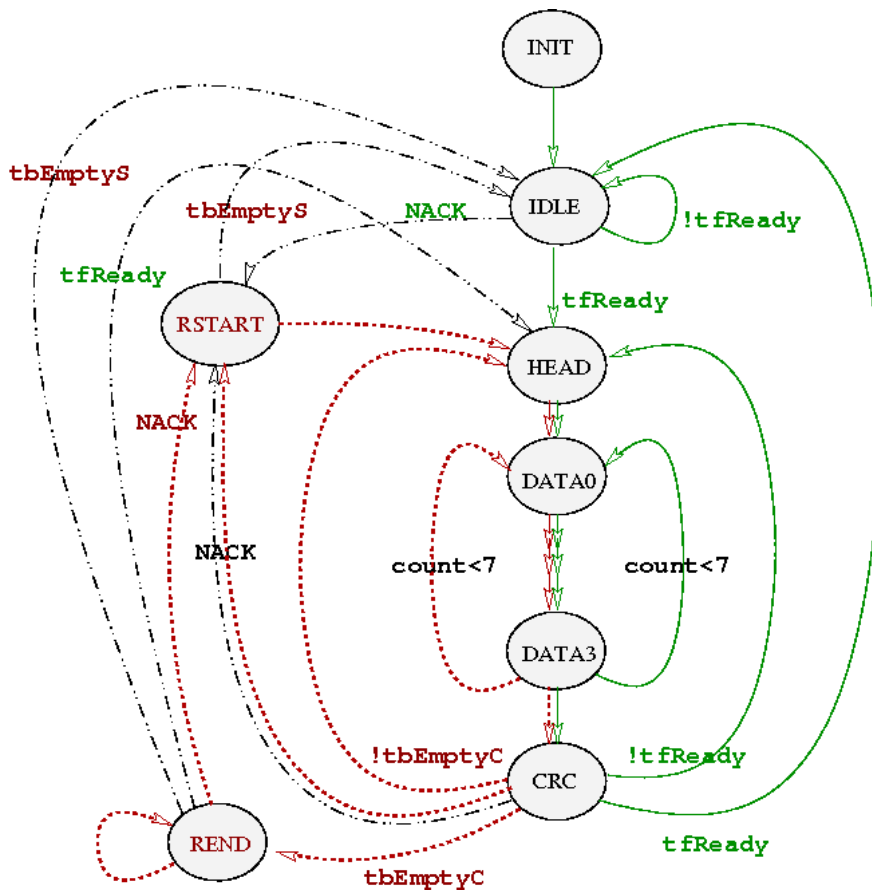 INIT
tbEmptyS
tbEmptyS
NACK
IDLE
!tfReady
tfReady
tfReady
RSTART
HEAD
NACK
DATA0
NACK
count<7
count<7
DATA3
!tbEmptyC
!tfReady
CRC
REND
tbEmptyC
tfReady